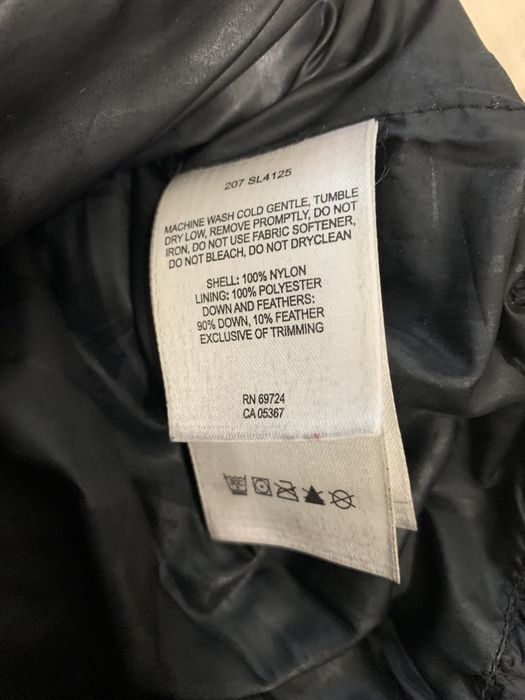 207 SL4125
MACHINE WASH COLD GENTLE, TUMBLE
DRY LOW, REMOVE PROMPTLY, DO NOT
IRON, DO NOT USE FABRIC SOFTENER,
DO NOT BLEACH, DO NOT DRYCLEAN
SHELL: 100% NYLON
LINING: 100% POLYESTER
DOWN AND FEATHERS:
90% DOWN, 10% FEATHER
EXCLUSIVE OF TRIMMING
RN 69724
CA 05367